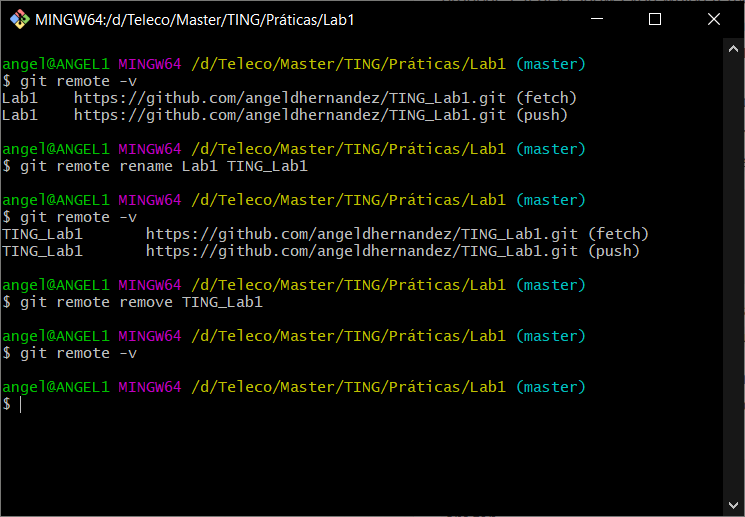 MINGW64:/d/Teleco/Master/TING/Práticas/Lab1
angel@ANGEL1 MINGW64 /d/Teleco/Master/TING/Práticas/Lab1 (master)
$ git remote -v
Lab1    https://github.com/angeldhernandez/TING_Lab1.git (fetch)
Lab1    https://github.com/angeldhernandez/TING_Lab1.git (push)
angel@ANGEL1 MINGW64 /d/Teleco/Master/TING/Práticas/Lab1 (master)
$ git remote rename Lab1 TING_Lab1
angel@ANGEL1 MINGW64 /d/Teleco/Master/TING/Práticas/Lab1 (master)
$ git remote -v
TING_Lab1       https://github.com/angeldhernandez/TING_Lab1.git (fetch)
TING_Lab1       https://github.com/angeldhernandez/TING_Lab1.git (push)
angel@ANGEL1 MINGW64 /d/Teleco/Master/TING/Práticas/Lab1 (master)
$ git remote remove TING_Lab1
angel@ANGEL1 MINGW64 /d/Teleco/Master/TING/Práticas/Lab1 (master)
$ git remote -v
angel@ANGEL1 MINGW64 /d/Teleco/Master/TING/Práticas/Lab1 (master)
$